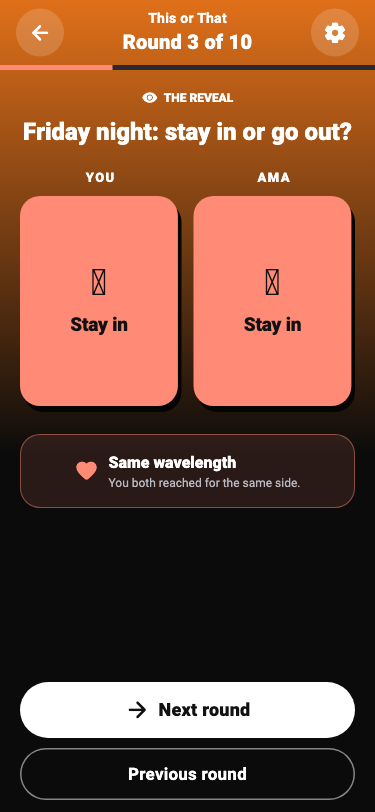 This or That
Round 3 of 10
THE REVEAL
Friday night: stay in or go out?
YOU
AMA
Stay in
Stay in
Same wavelength
You both reached for the same side.
Next round
Previous round